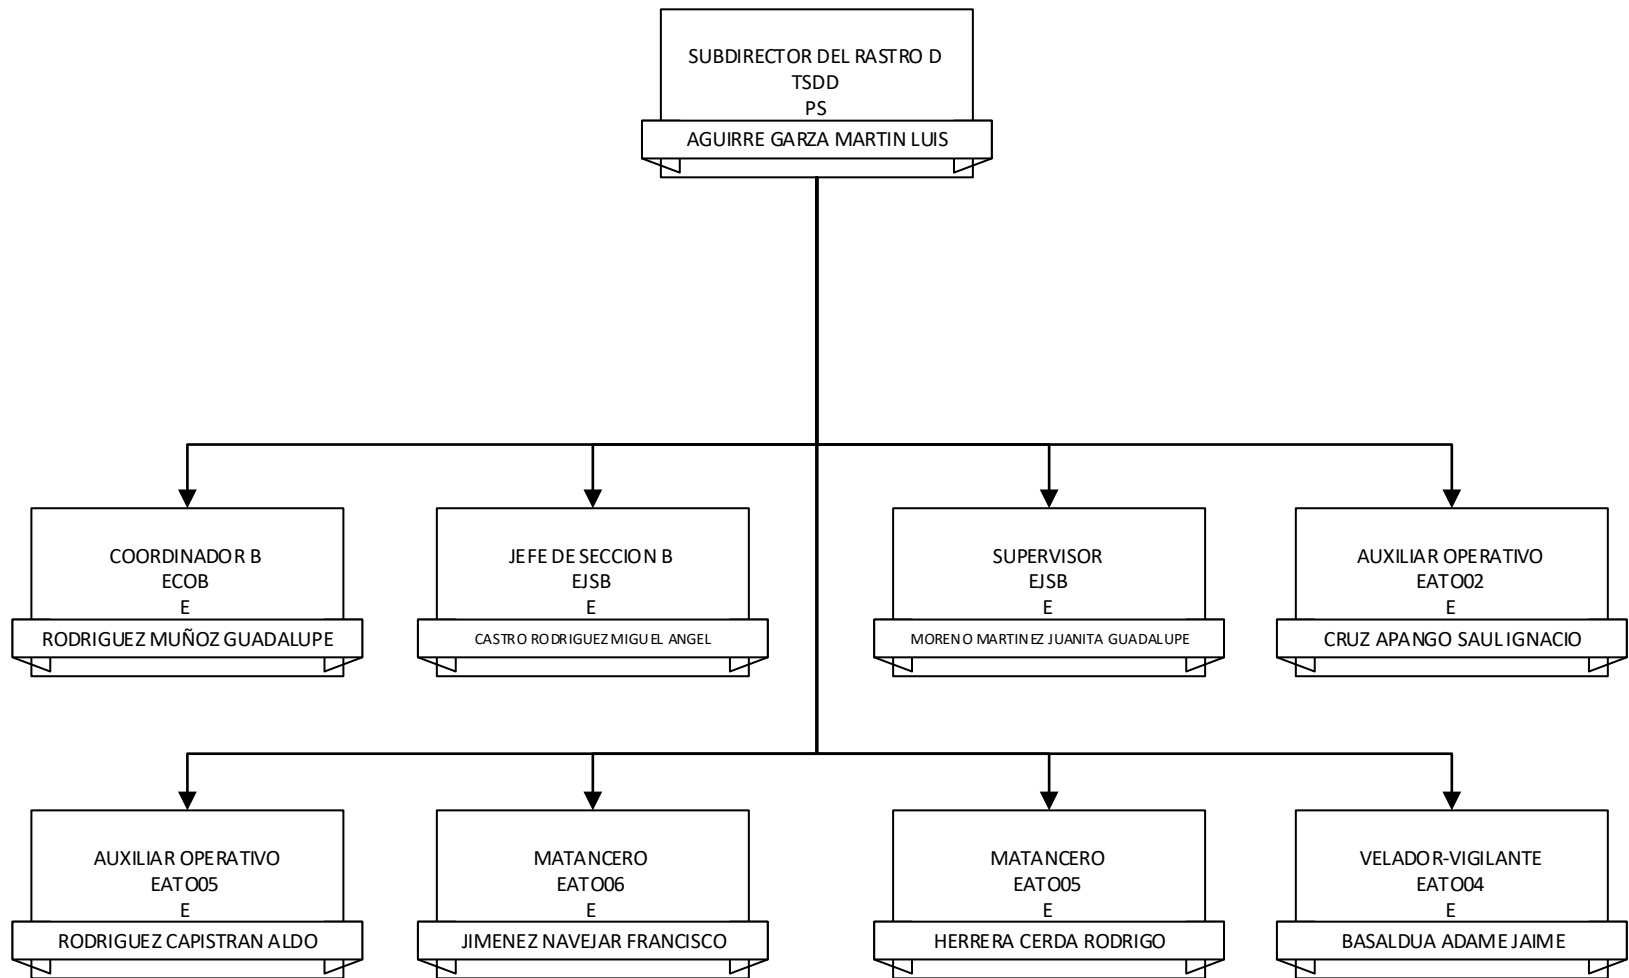 SUBDIRECTOR DEL RASTRO D
TSDD
PS
AGUIRRE GARZA MARTIN LUIS
COORDINADOR B
ECOB
E
RODRIGUEZ MUÑOZ GUADALUPE
JEFE DE SECCION B
EJSB
E
CASTRO RODRIGUEZ MIGUEL ANGEL
SUPERVISOR
EJSB
E
MORENO MARTINEZ JUANITA GUADALUPE
AUXILIAR OPERATIVO
EATO02
E
CRUZ APANGO SAUL IGNACIO
AUXILIAR OPERATIVO
EATO05
E
RODRIGUEZ CAPISTRAN ALDO
MATANCERO
EATO06
E
JIMENEZ NAVEJAR FRANCISCO
MATANCERO
EATO05
E
HERRERA CERDA RODRIGO
VELADOR-VIGILANTE
EATO04
E
BASALDUA ADAME JAIME